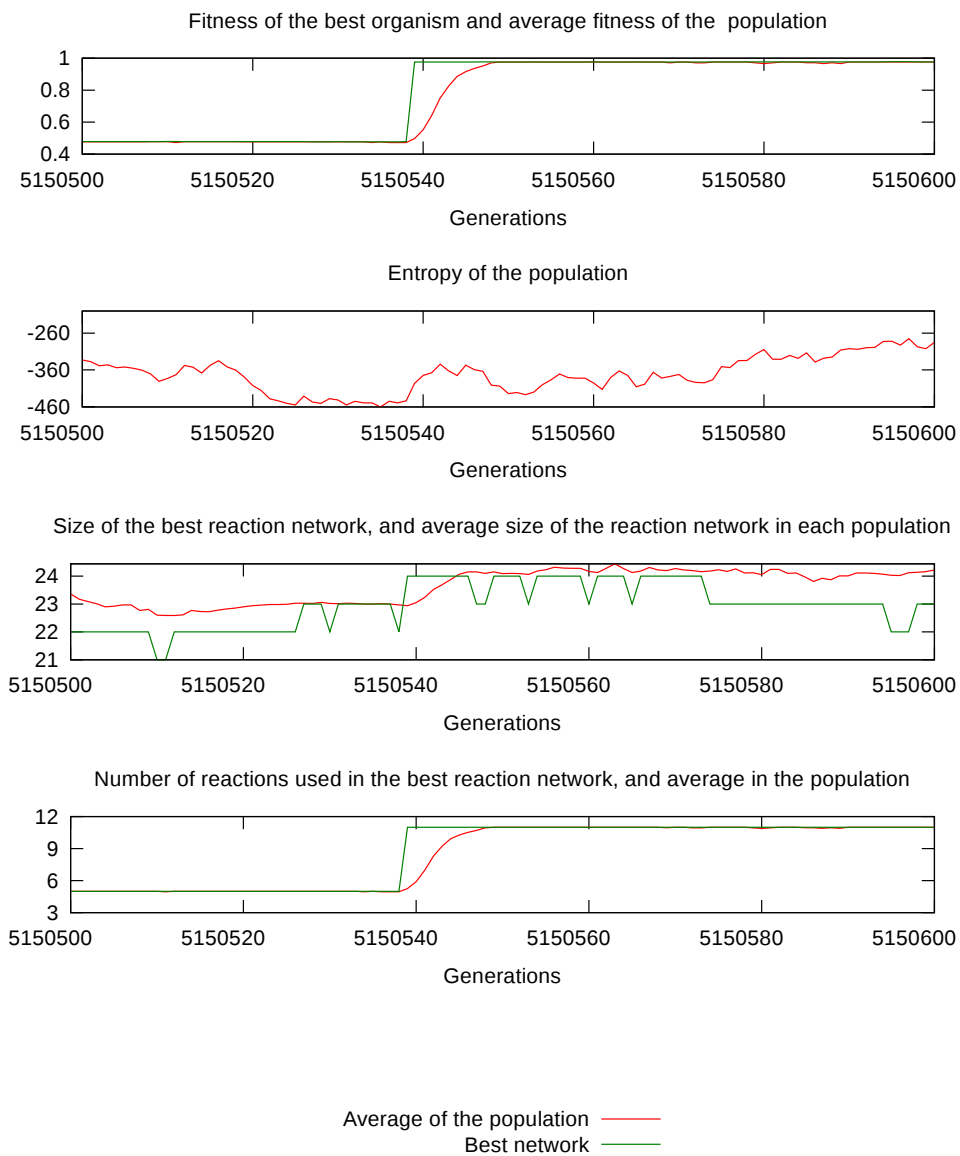 Fitness of the best organism and average fitness of the  population
1
0.8
0.6
0.4
5150500 5150520 5150540 5150560 5150580 5150600
Generations
Entropy of the population
-260
-360
-460
5150500 5150520 5150540 5150560 5150580 5150600
Generations
Size of the best reaction network, and average size of the reaction network in each population
24
23
22
21
5150500 5150520 5150540 5150560 5150580 5150600
Generations
Number of reactions used in the best reaction network, and average in the population
12
9
6
3
5150500 5150520 5150540 5150560 5150580 5150600
Generations
Average of the population
Best network